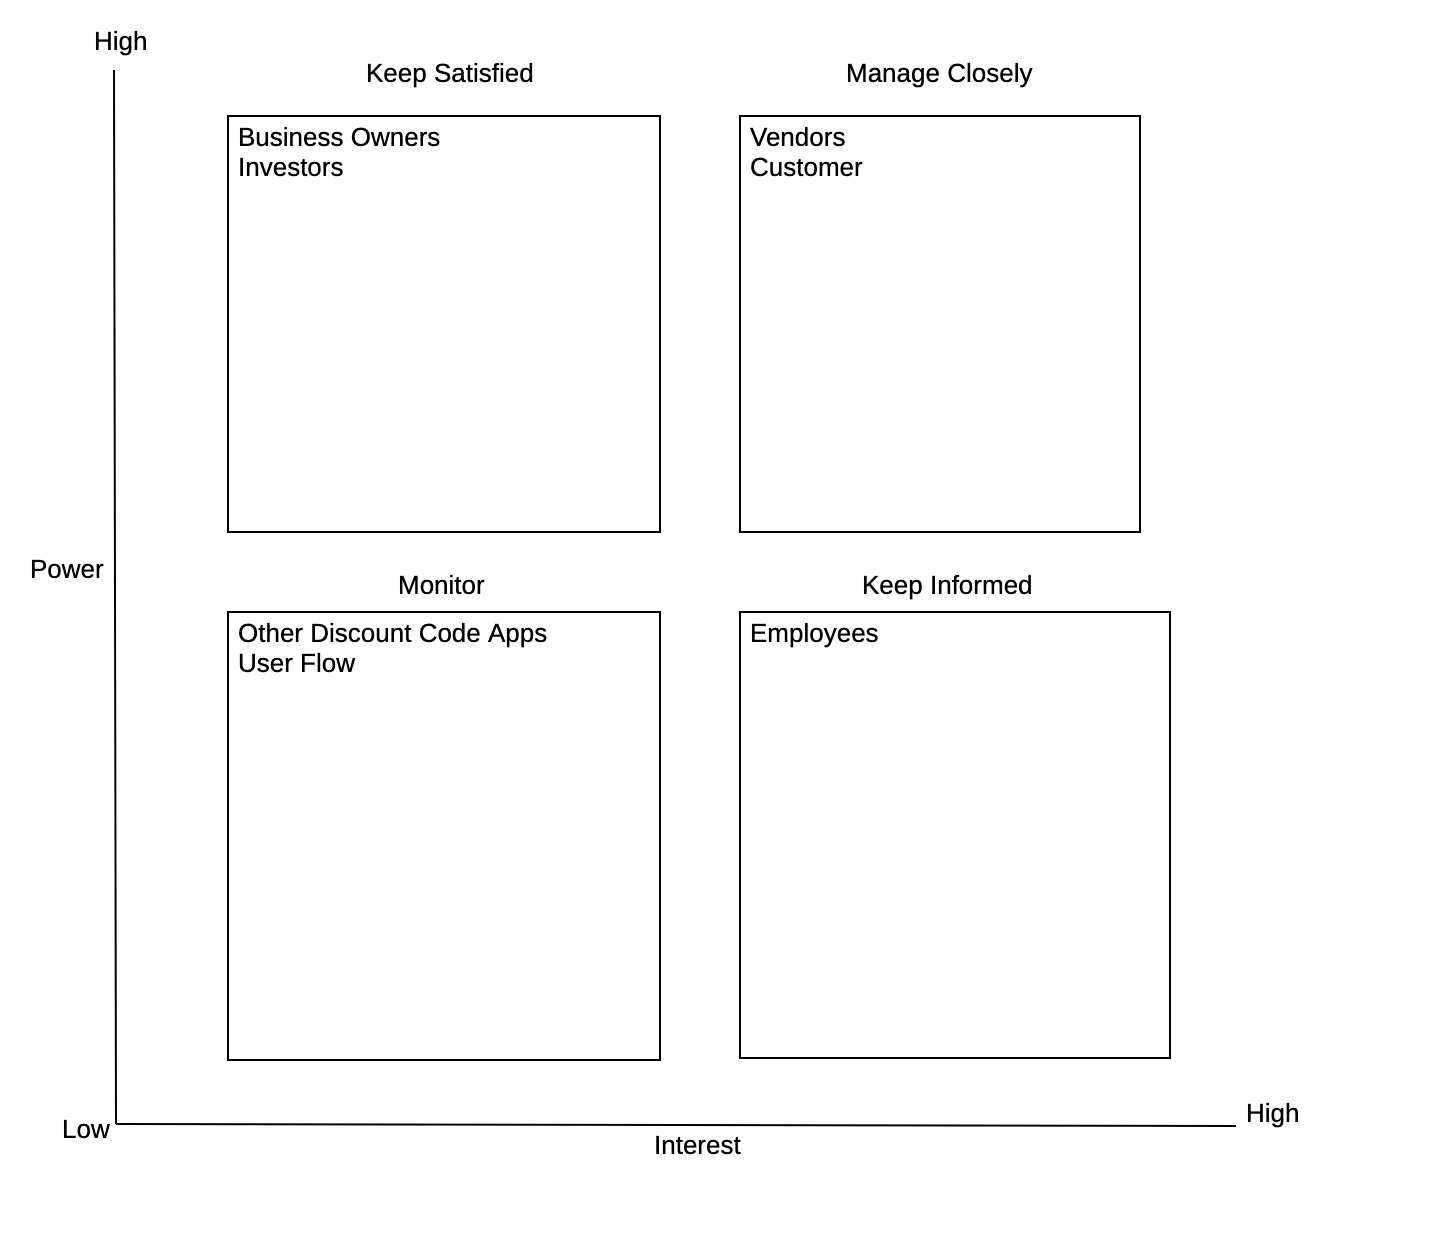 High
Keep Satisfied
Manage Closely
Business Owners
Investors
Vendors
Customer
Power
Monitor
Keep Informed
Other Discount Code Apps
User Flow
Employees
Low
High
Interest